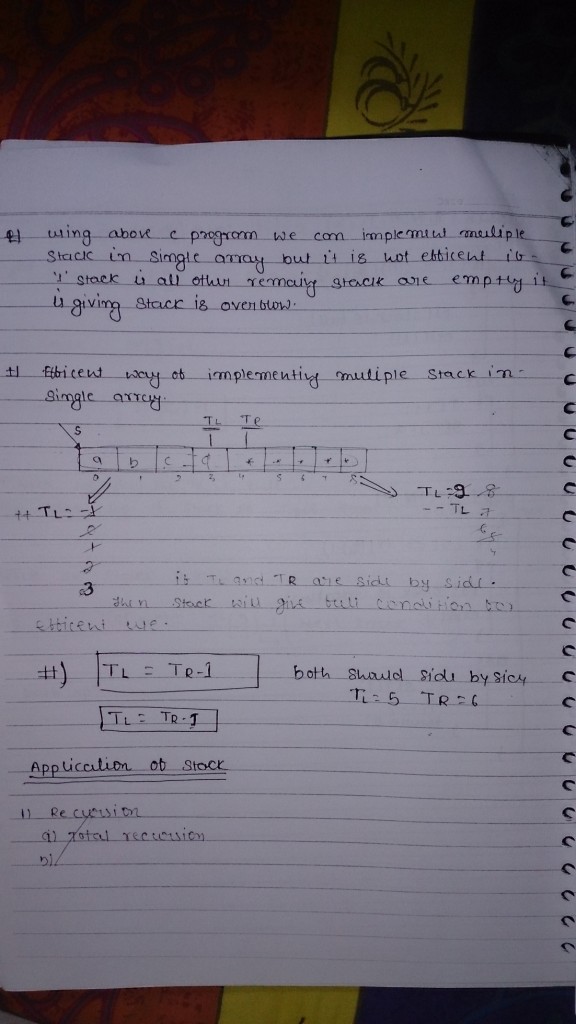 #) using above c program we can implement muliple
stack in single array but it is not efficent if
'1' stack is all other remaing stack are empty it
is giving stack is overflow.
#) Efficent way of implementing muliple stack in
single array.
TL TR
S
a b c d * * * * *
0 1 2 3 4 5 6 7 8
TL = 9 8
++ TL = -1
-- TL 7
0 6
1 5
2 4
3
if TL and TR are side by side.
then stack will give full condition for
efficent use.
#) TL = TR-1 both should side by sicy
TL = 5 TR = 6
TL = TR-1
Application of stack
1) Recursion
a) Total recursion
b)